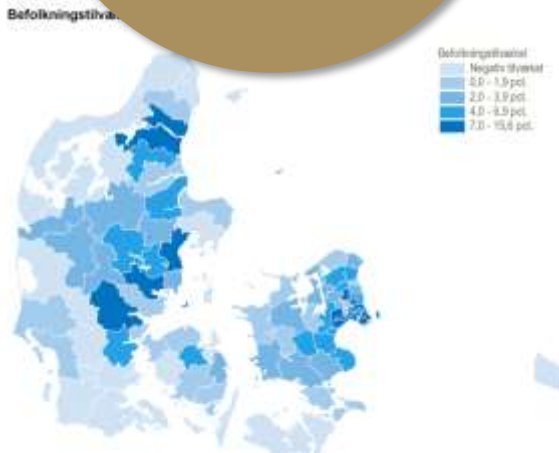 Befolkningstilvæ
Befolkningstilvækst
Negativ tilvækst
0,0 - 1,9 pct.
2,0 - 3,9 pct.
4,0 - 6,9 pct.
7,0 - 15,6 pct.